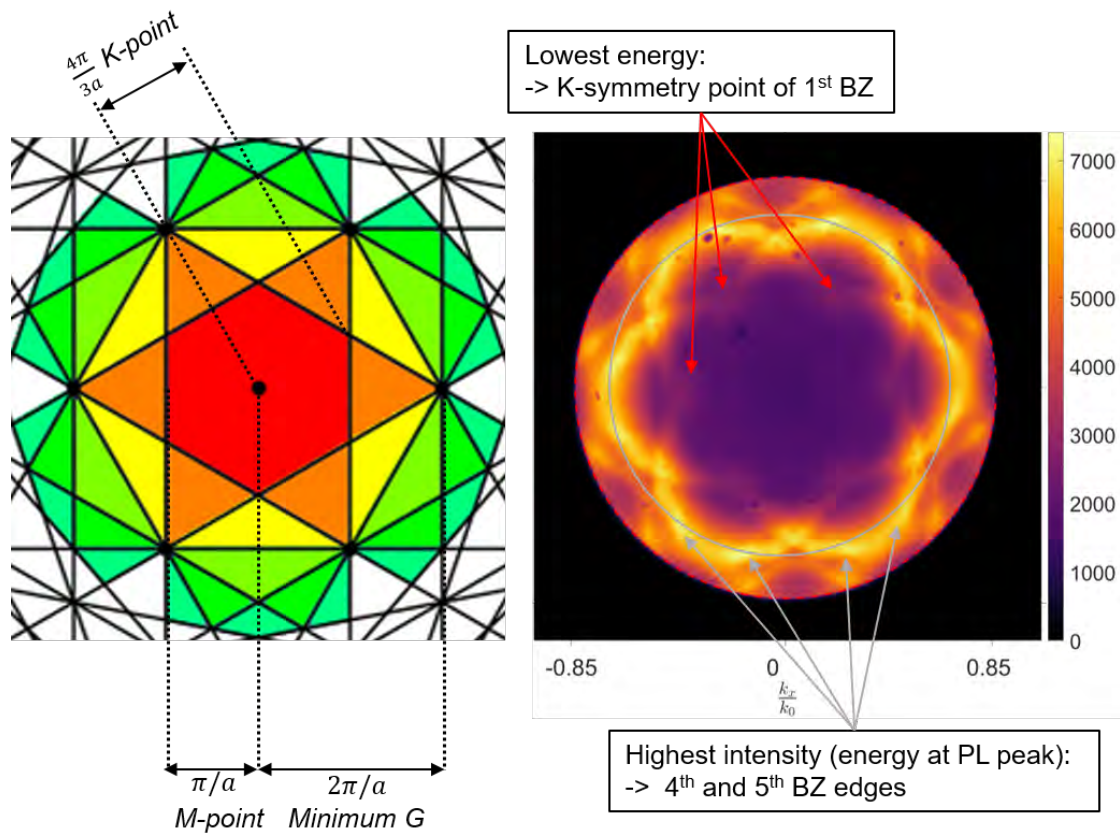 4π/3a K-point
Lowest energy:
-> K-symmetry point of 1st BZ
7000
6000
5000
4000
3000
2000
1000
0
-0.85
0
0.85
kx/k0
π/a
2π/a
M-point
Minimum G
Highest intensity (energy at PL peak):
-> 4th and 5th BZ edges